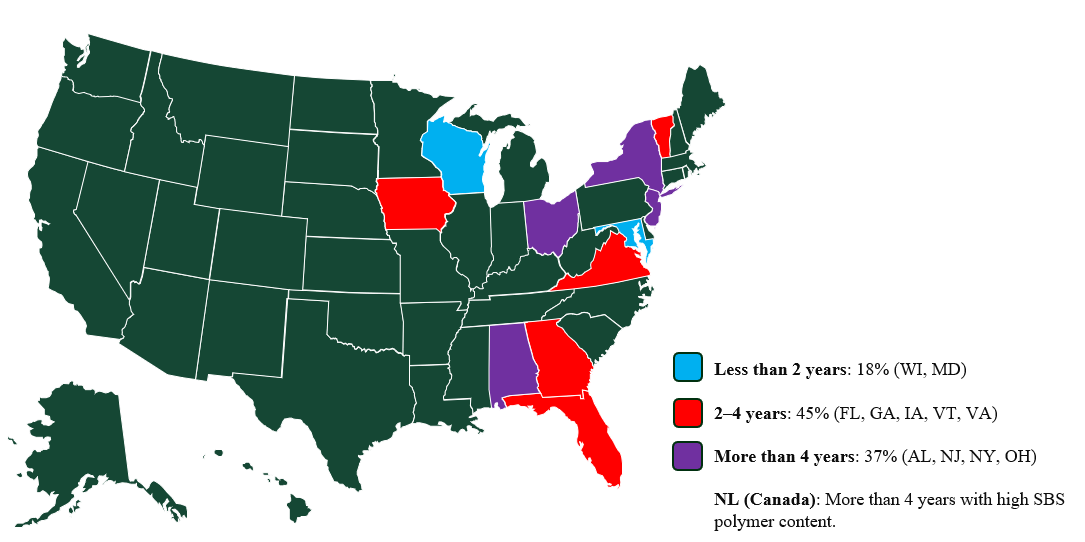 Less than 2 years: 18% (WI, MD)
2–4 years: 45% (FL, GA, IA, VT, VA)
More than 4 years: 37% (AL, NJ, NY, OH)
NL (Canada): More than 4 years with high SBS
polymer content.